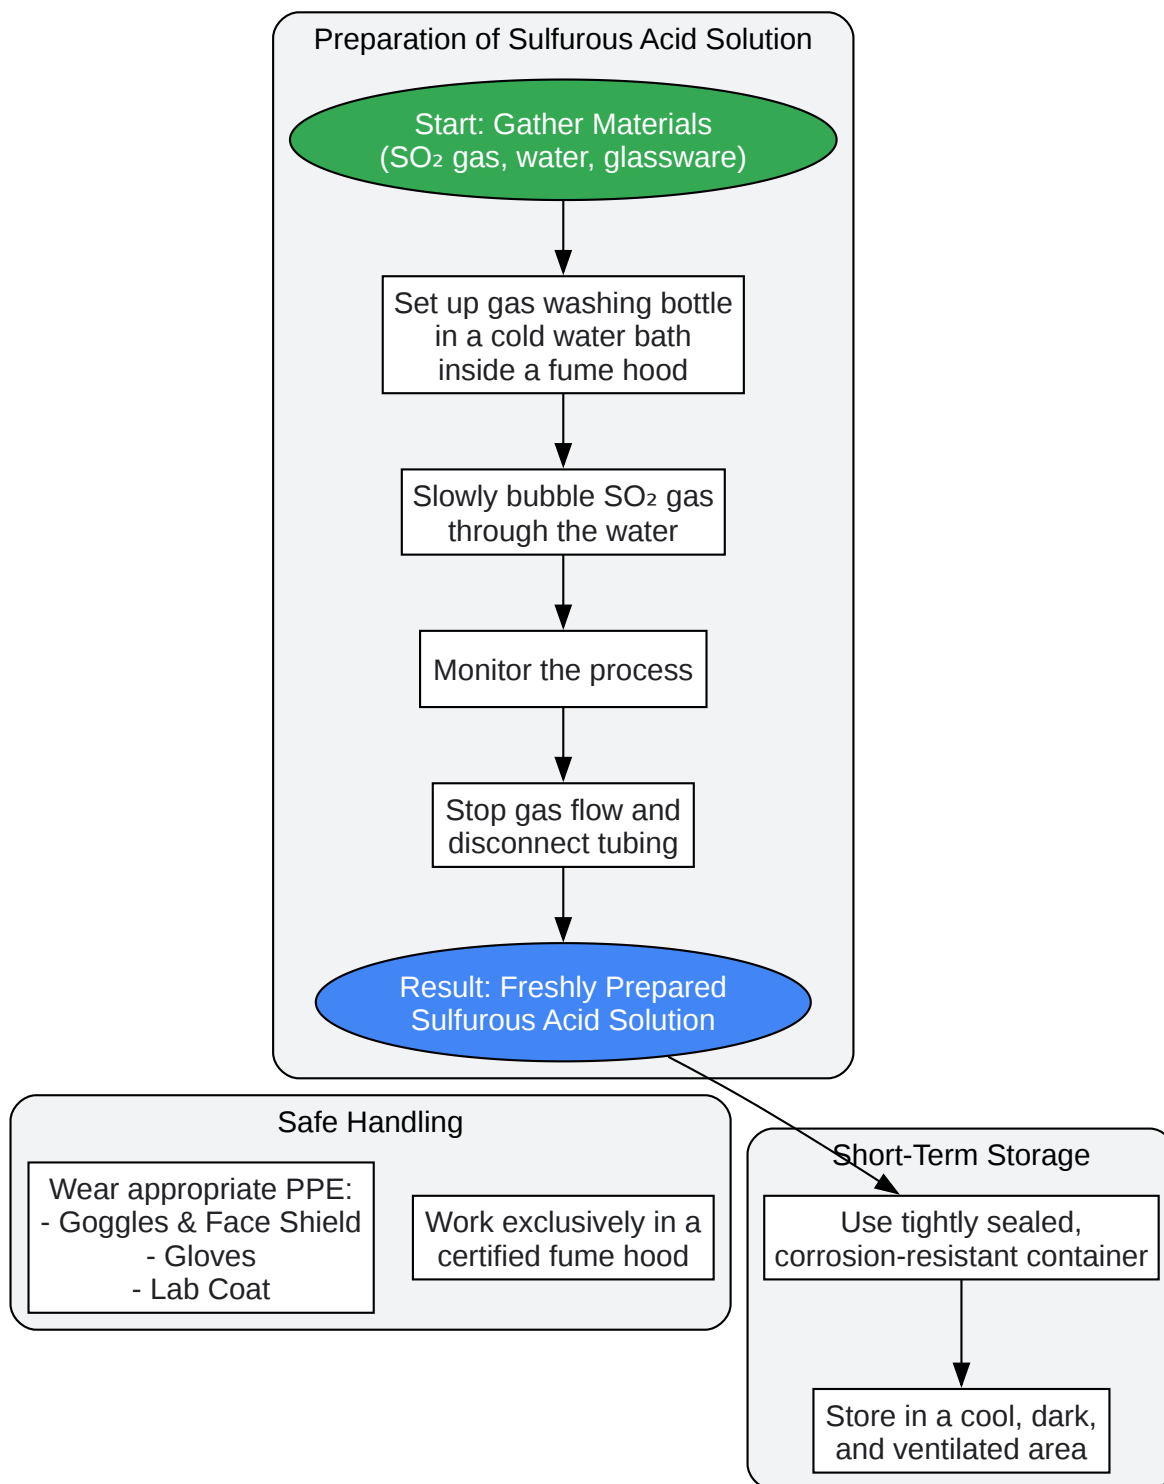 Preparation of Sulfurous Acid Solution
Start: Gather Materials
(SO₂ gas, water, glassware)
Set up gas washing bottle
in a cold water bath
inside a fume hood
Slowly bubble SO₂ gas
through the water
Monitor the process
Stop gas flow and
disconnect tubing
Result: Freshly Prepared
Sulfurous Acid Solution
Safe Handling
Wear appropriate PPE:
- Goggles & Face Shield
- Gloves
- Lab Coat
Work exclusively in a
certified fume hood
Short-Term Storage
Use tightly sealed,
corrosion-resistant container
Store in a cool, dark,
and ventilated area